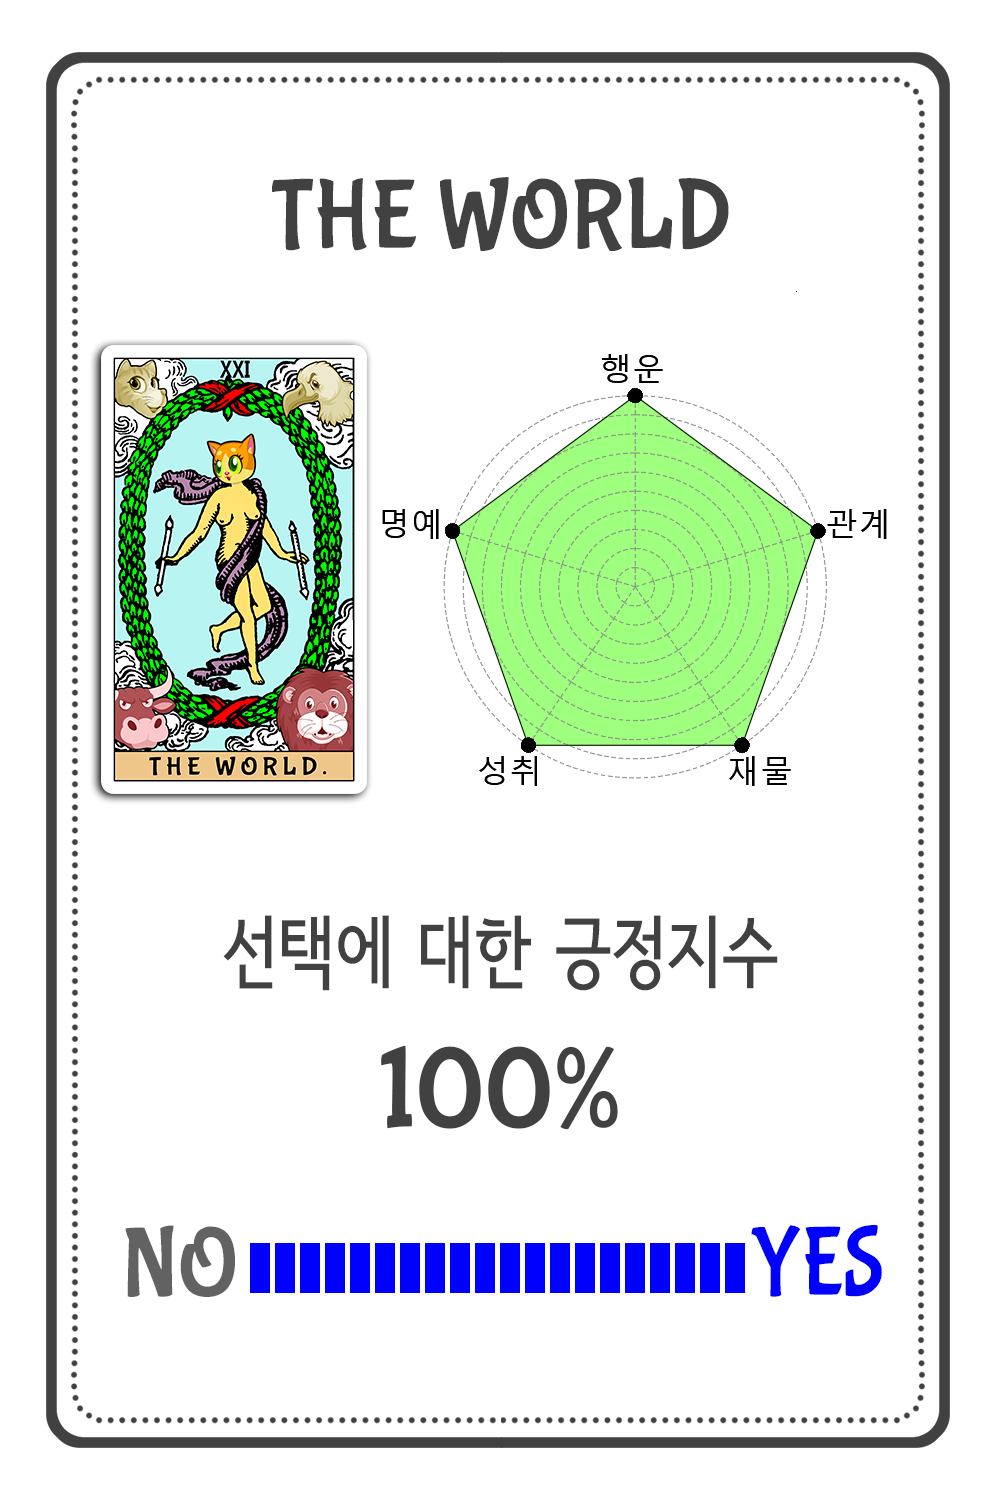 THE WORLD
XXI
THE WORLD.
행운
명예
관계
성취
재물
선택에 대한 긍정지수
100%
NO YES